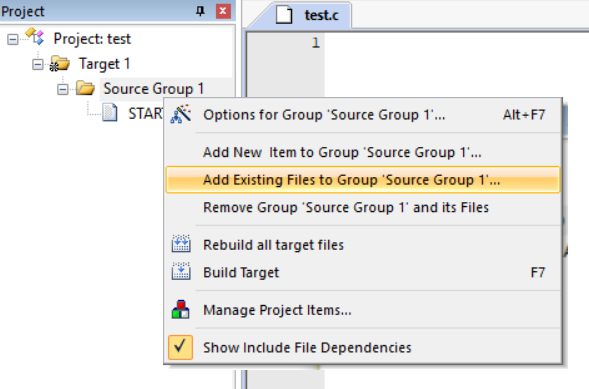 Project
test.c
Project: test
1
Target 1
Source Group 1
STAR
Options for Group 'Source Group 1'... Alt+F7
Add New Item to Group 'Source Group 1'...
Add Existing Files to Group 'Source Group 1'...
Remove Group 'Source Group 1' and its Files
Rebuild all target files
Build Target F7
Manage Project Items...
Show Include File Dependencies